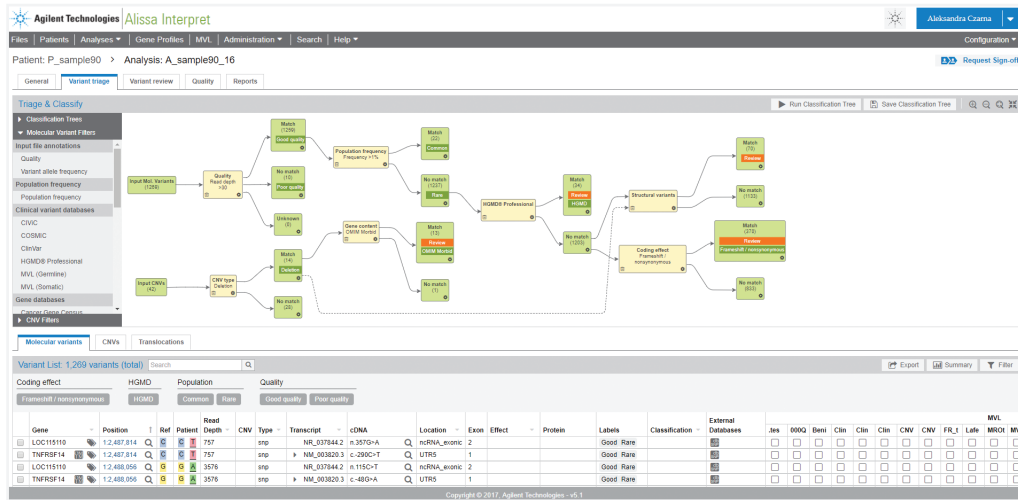 Agilent Technologies Alissa Interpret
Aleksandra Czarna
Files Patients Analyses Gene Profiles MVL Administration Search Help Configuration
Patient: P_sample90 > Analysis: A_sample90_16 Request Sign-off
General Variant triage Variant review Quality Reports
Triage & Classify Run Classification Tree Save Classification Tree
Classification Trees
Molecular Variant Filters
Input file annotations
Quality
Variant allele frequency
Population frequency
Population frequency
Clinical variant databases
CIViC
COSMIC
ClinVar
HGMD® Professional
MVL (Germline)
MVL (Somatic)
Gene databases
Cancer Gene Census
CNV Filters
Input Mol. Variants
(1269)
Quality
Read depth
>20
Match
(1259)
Good quality
No match
(10)
Poor quality
Unknown
(0)
Population frequency
Frequency >1%
Match
(22)
Common
No match
(1237)
Rare
HGMD® Professional
Match
(34)
Review
HGMD
No match
(1203)
Structural variants
Match
(70)
Review
No match
(1133)
Coding effect
Frameshift /
nonsynonymous
Match
(370)
Review
Frameshift / nonsynonymous
No match
(833)
Input CNVs
(42)
CNV type
Deletion
Match
(14)
Deletion
No match
(28)
Gene content
OMIM Morbid
Match
(13)
Review
OMIM Morbid
No match
(1)
Molecular variants CNVs Translocations
Variant List: 1,269 variants (total) Search Export Summary Filter
Coding effect HGMD Population Quality
Frameshift / nonsynonymous HGMD Common Rare Good quality Poor quality
Gene Position Ref Patient Read Depth CNV Type Transcript cDNA Location Exon Effect Protein Labels Classification External Databases MVL
.tes 000Q Beni Clin Clin Clin CNV CNV FR_t Lafe MROt MV
LOC115110 1:2,487,814 C C T 757 snp NR_037844.2 n.357G>A ncRNA_exonic 2 Good Rare
TNFRSF14 1:2,487,814 C C T 757 snp NM_003820.3 c.-290C>T UTR5 1 Good Rare
LOC115110 1:2,488,056 G G A 3576 snp NR_037844.2 n.115C>T ncRNA_exonic 2 Good Rare
TNFRSF14 1:2,488,056 G G A 3576 snp NM_003820.3 c.-48G>A UTR5 1 Good Rare
Copyright © 2017, Agilent Technologies - v5.1